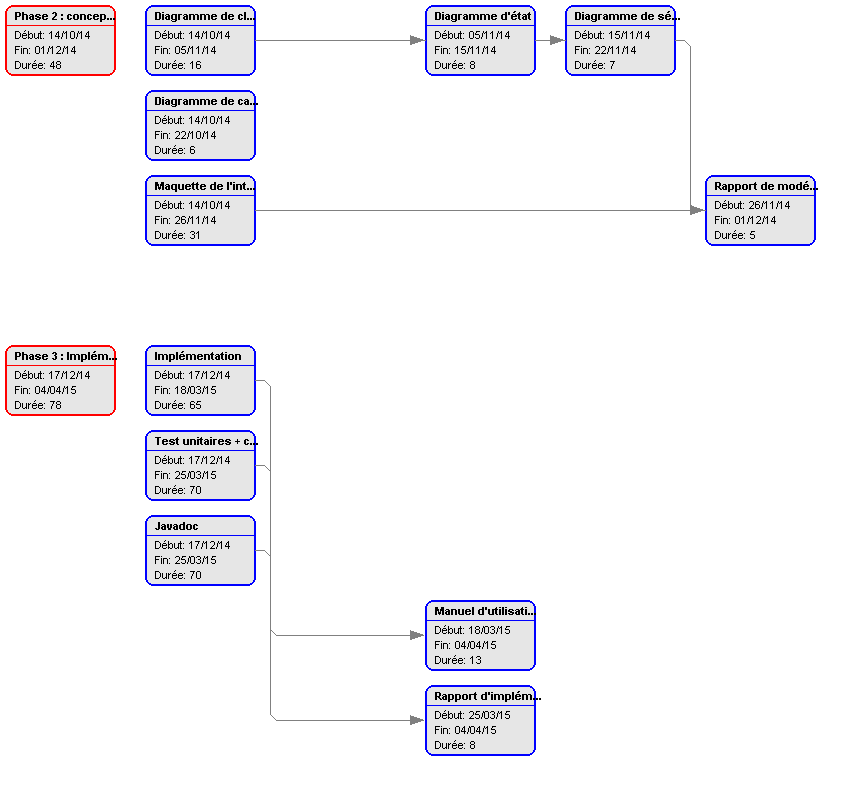 Phase 2 : concep...
Début: 14/10/14
Fin: 01/12/14
Durée: 48
Diagramme de cl...
Début: 14/10/14
Fin: 05/11/14
Durée: 16
Diagramme d'état
Début: 05/11/14
Fin: 15/11/14
Durée: 8
Diagramme de sé...
Début: 15/11/14
Fin: 22/11/14
Durée: 7
Diagramme de ca...
Début: 14/10/14
Fin: 22/10/14
Durée: 6
Maquette de l'int...
Début: 14/10/14
Fin: 26/11/14
Durée: 31
Rapport de modé...
Début: 26/11/14
Fin: 01/12/14
Durée: 5
Phase 3 : Implém...
Début: 17/12/14
Fin: 04/04/15
Durée: 78
Implémentation
Début: 17/12/14
Fin: 18/03/15
Durée: 65
Test unitaires + c...
Début: 17/12/14
Fin: 25/03/15
Durée: 70
Javadoc
Début: 17/12/14
Fin: 25/03/15
Durée: 70
Manuel d'utilisati...
Début: 18/03/15
Fin: 04/04/15
Durée: 13
Rapport d'implém...
Début: 25/03/15
Fin: 04/04/15
Durée: 8